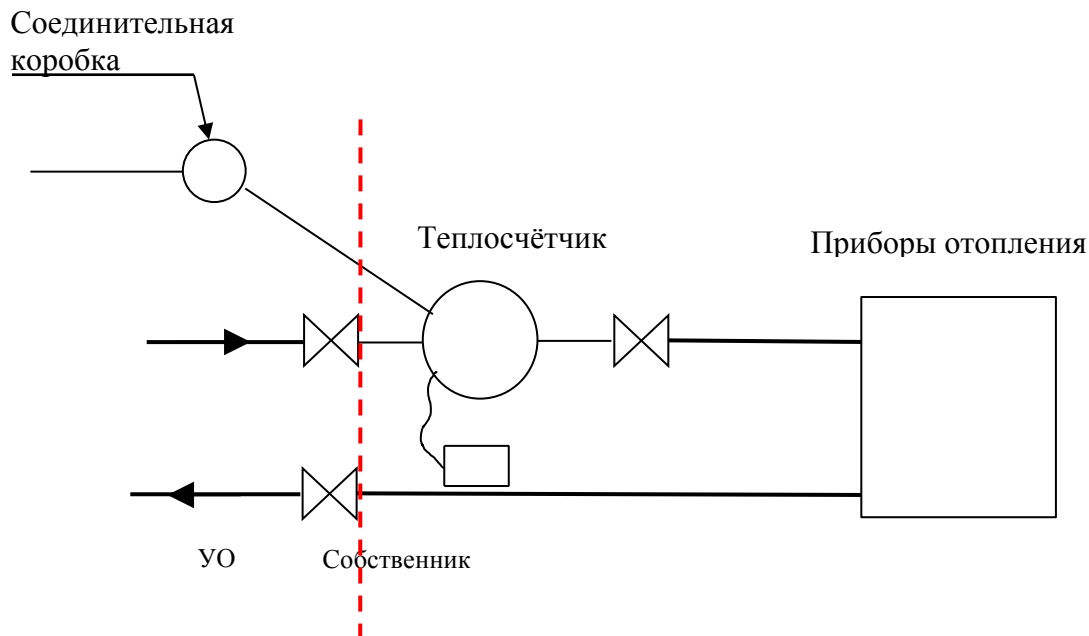 Соединительная
коробка
Теплосчётчик
Приборы отопления
УО
Собственник